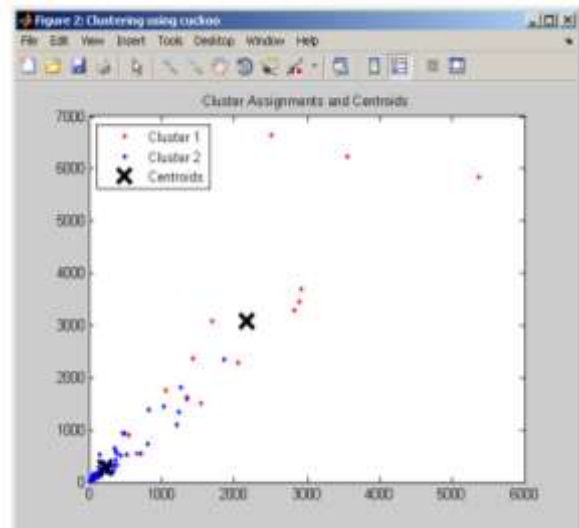 Figure 2: Clustering using cuckoo
File Edit View Insert Tools Desktop Window Help
Cluster Assignments and Centroids
7000
6000
5000
4000
3000
2000
1000
0
Cluster 1
Cluster 2
Centroids
0 1000 2000 3000 4000 5000 6000